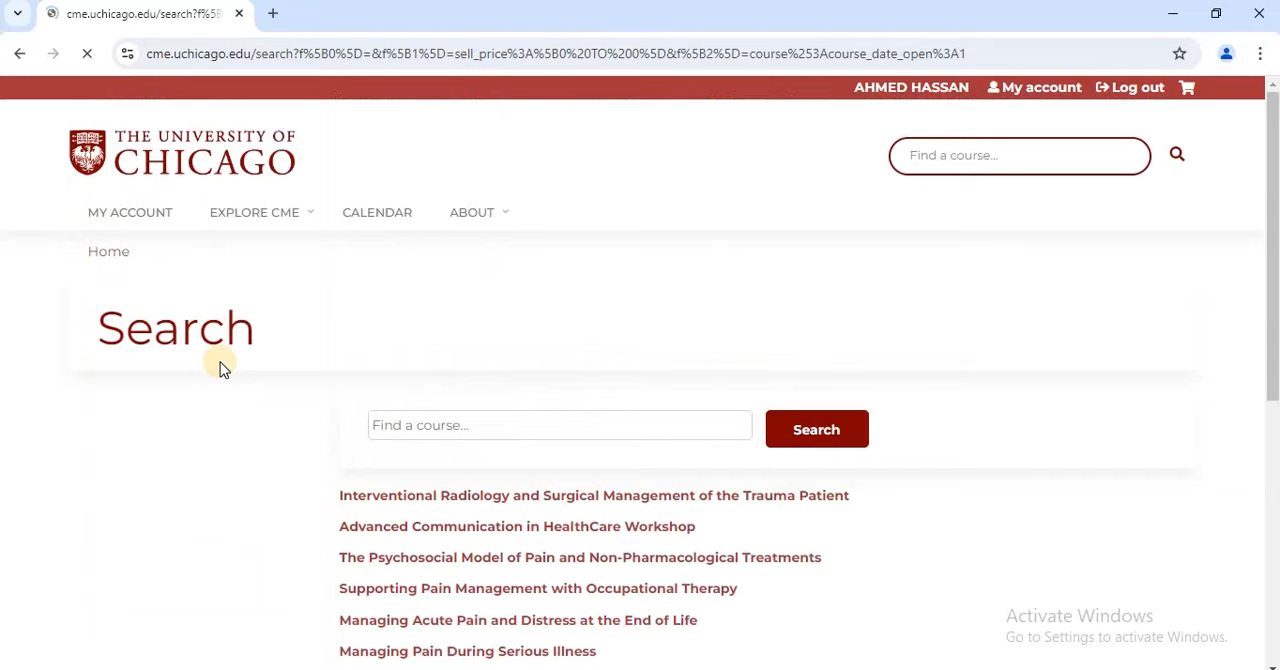 cme.uchicago.edu/search?f%5B
cme.uchicago.edu/search?f%5B0%5D=&f%5B1%5D=sell_price%3A%5B0%20TO%200%5D&f%5B2%5D=course%253Acourse_date_open%3A1
AHMED HASSAN My account Log out
THE UNIVERSITY OF
CHICAGO
Find a course...
MY ACCOUNT EXPLORE CME CALENDAR ABOUT
Home
Search
Find a course... Search
Interventional Radiology and Surgical Management of the Trauma Patient
Advanced Communication in HealthCare Workshop
The Psychosocial Model of Pain and Non-Pharmacological Treatments
Supporting Pain Management with Occupational Therapy
Managing Acute Pain and Distress at the End of Life
Managing Pain During Serious Illness
Activate Windows
Go to Settings to activate Windows.